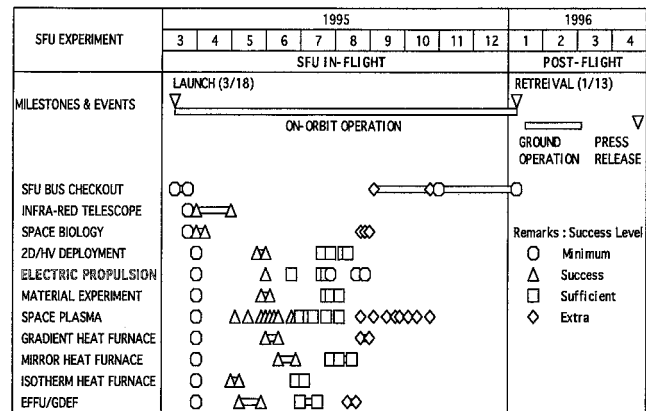 1995 1996
SFU EXPERIMENT 3 4 5 6 7 8 9 10 11 12 1 2 3 4
SFU IN-FLIGHT POST-FLIGHT
LAUNCH (3/18) RETREIVAL (1/13)
MILESTONES & EVENTS
ON-ORBIT OPERATION
GROUND PRESS
OPERATION RELEASE
SFU BUS CHECKOUT
INFRA-RED TELESCOPE
SPACE BIOLOGY Remarks : Success Level
2D/HV DEPLOYMENT Minimum
ELECTRIC PROPULSION Success
MATERIAL EXPERIMENT Sufficient
SPACE PLASMA Extra
GRADIENT HEAT FURNACE
MIRROR HEAT FURNACE
ISOTHERM HEAT FURNACE
EFFU/GDEF